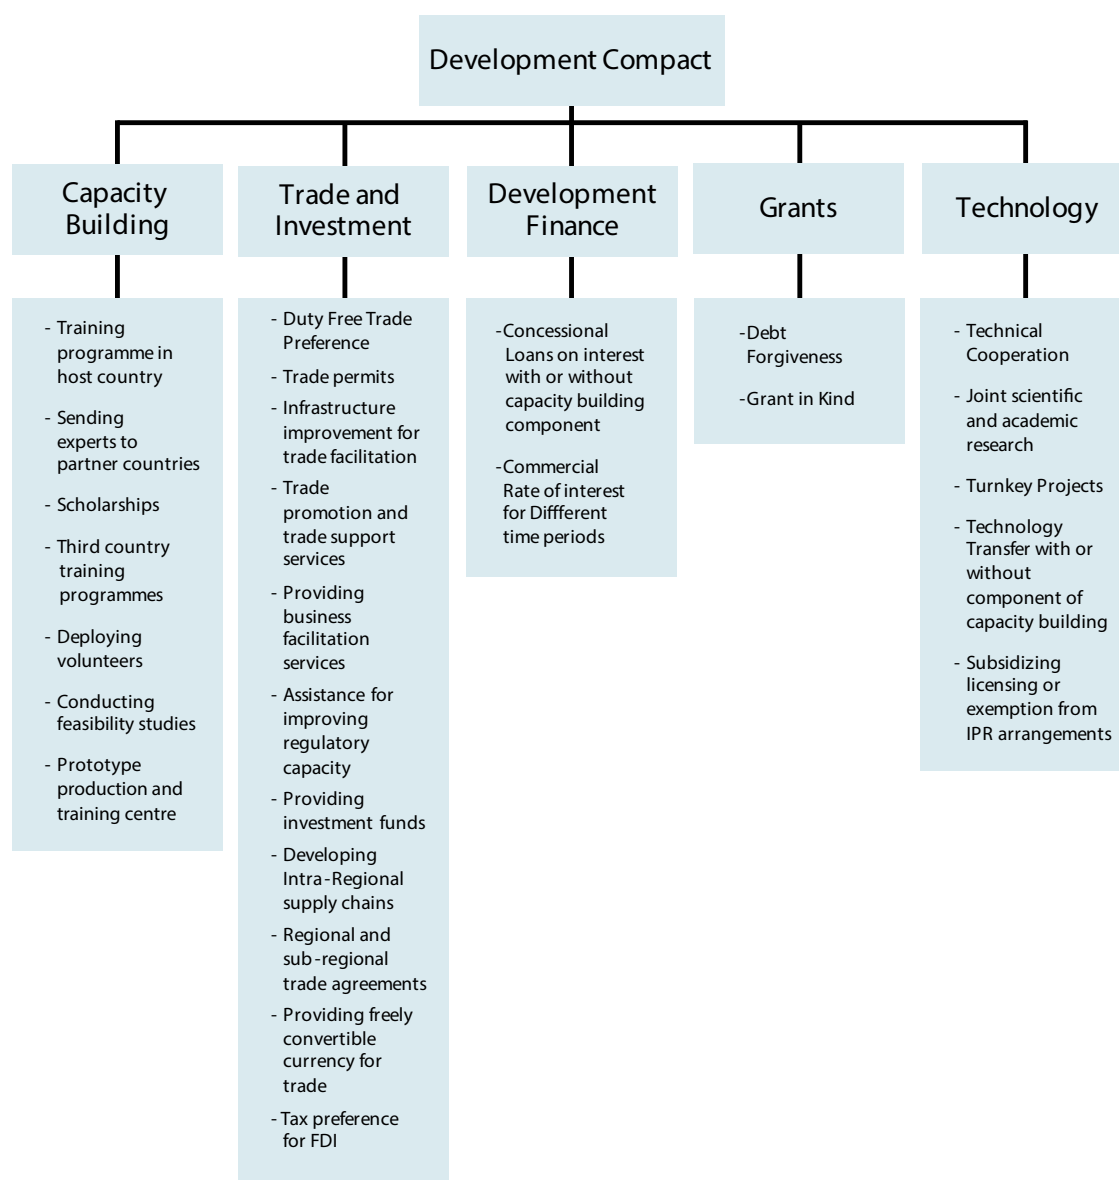 Development Compact
Capacity
Building
- Training
programme in
host country
- Sending
experts to
partner countries
- Scholarships
- Third country
training
programmes
- Deploying
volunteers
- Conducting
feasibility studies
- Prototype
production and
training centre
Trade and
Investment
- Duty Free Trade
Preference
- Trade permits
- Infrastructure
improvement for
trade facilitation
- Trade
promotion and
trade support
services
- Providing
business
facilitation
services
- Assistance for
improving
regulatory
capacity
- Providing
investment funds
- Developing
Intra-Regional
supply chains
- Regional and
sub-regional
trade agreements
- Providing freely
convertible
currency for
trade
- Tax preference
for FDI
Development
Finance
-Concessional
Loans on interest
with or without
capacity building
component
-Commercial
Rate of interest
for Diffferent
time periods
Grants
-Debt
Forgiveness
-Grant in Kind
Technology
- Technical
Cooperation
- Joint scientific
and academic
research
- Turnkey Projects
- Technology
Transfer with or
without
component of
capacity building
- Subsidizing
licensing or
exemption from
IPR arrangements